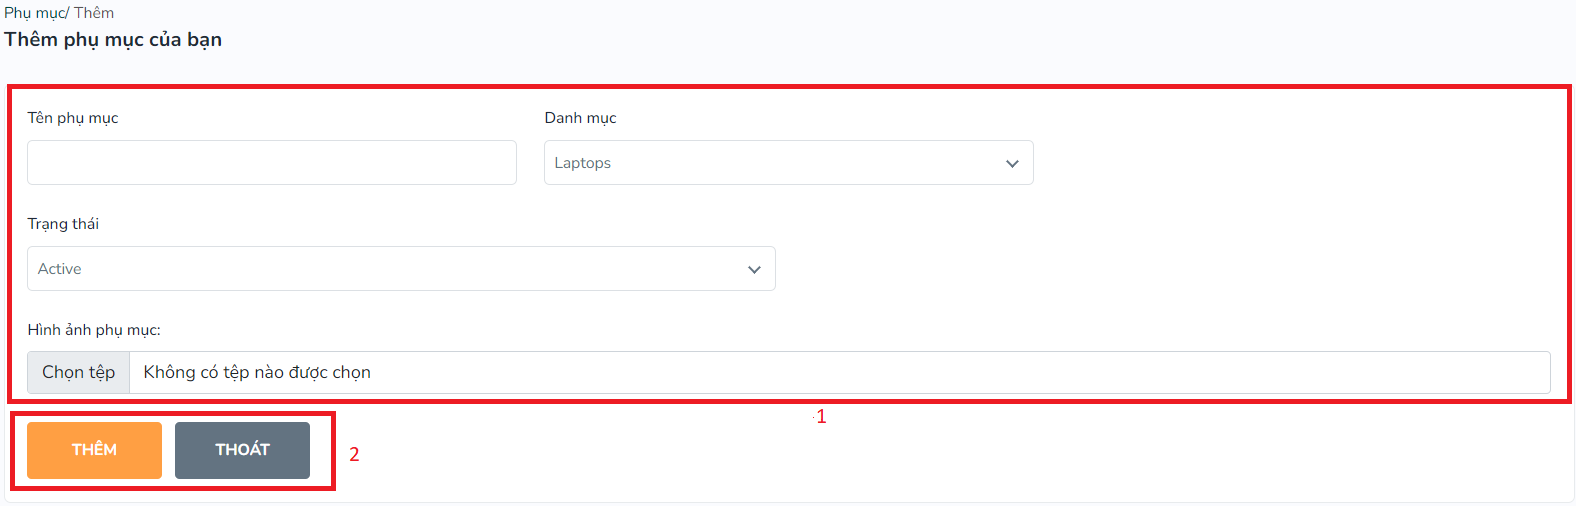 Phụ mục/ Thêm
Thêm phụ mục của bạn
Tên phụ mục
Danh mục
Laptops
Trạng thái
Active
Hình ảnh phụ mục:
Chọn tệp Không có tệp nào được chọn
1
THÊM THOÁT 2